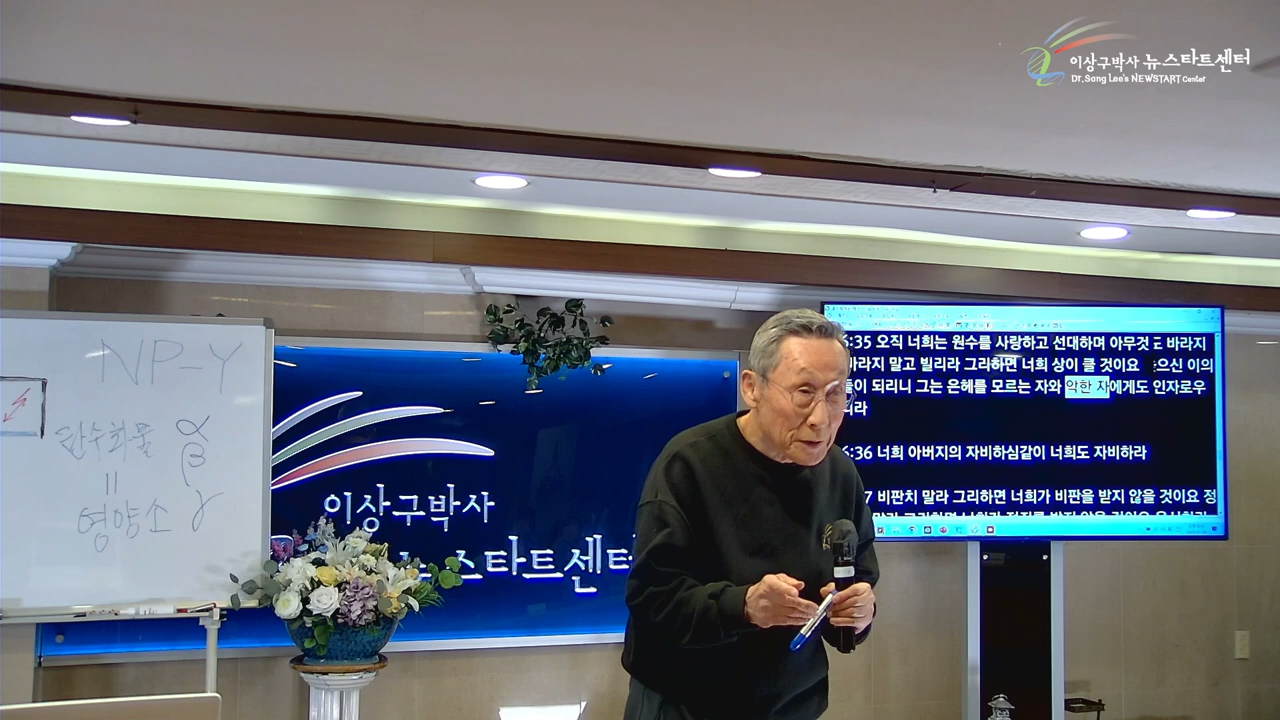 이상구박사 뉴스타트센터
Dr. Sang Lee's NEWSTART Center
NP-Y
탄수화물 α
β
=
영양소 γ
이상구박사
뉴스타트센터
6:35 오직 너희는 원수를 사랑하고 선대하며 아무것 바라지
바라지 말고 빌리라 그리하면 너희 상이 클 것이요 으신 이의
들이 되리니 그는 은혜를 모르는 자와 악한 자에게도 인자로우
니라
6:36 너희 아버지의 자비하심같이 너희도 자비하라
7 비판치 말라 그리하면 너희가 비판을 받지 않을 것이요 정